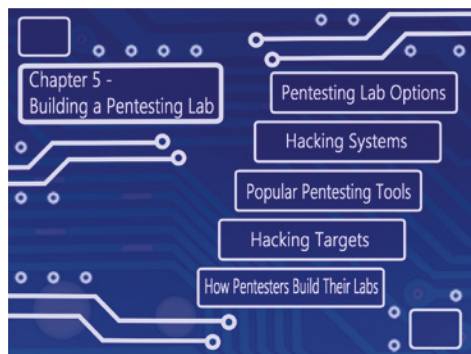 Chapter 5 -
Building a Pentesting Lab
Pentesting Lab Options
Hacking Systems
Popular Pentesting Tools
Hacking Targets
How Pentesters Build Their Labs